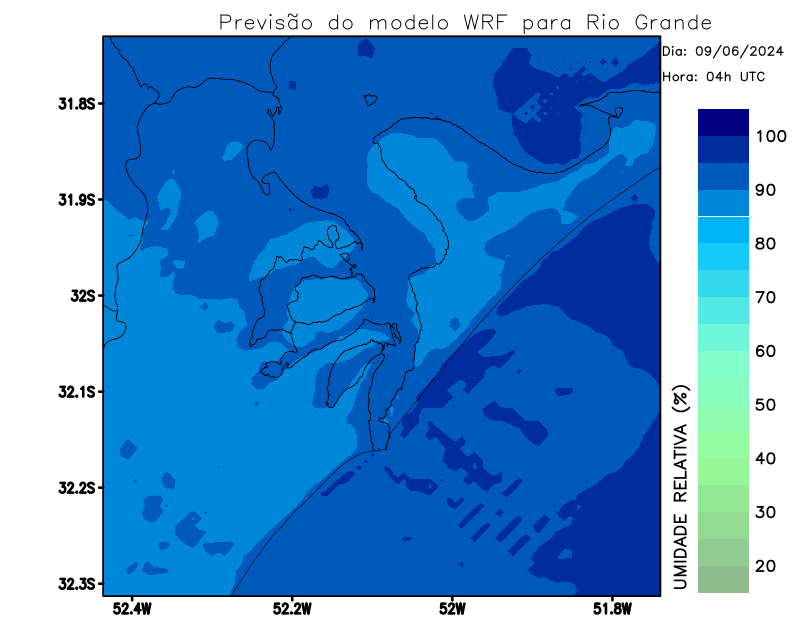 Previsão do modelo WRF para Rio Grande
Dia: 09/06/2024
Hora: 04h UTC
31.8S
31.9S
32S
32.1S
32.2S
32.3S
52.4W
52.2W
52W
51.8W
UMIDADE RELATIVA (%)
100
90
80
70
60
50
40
30
20